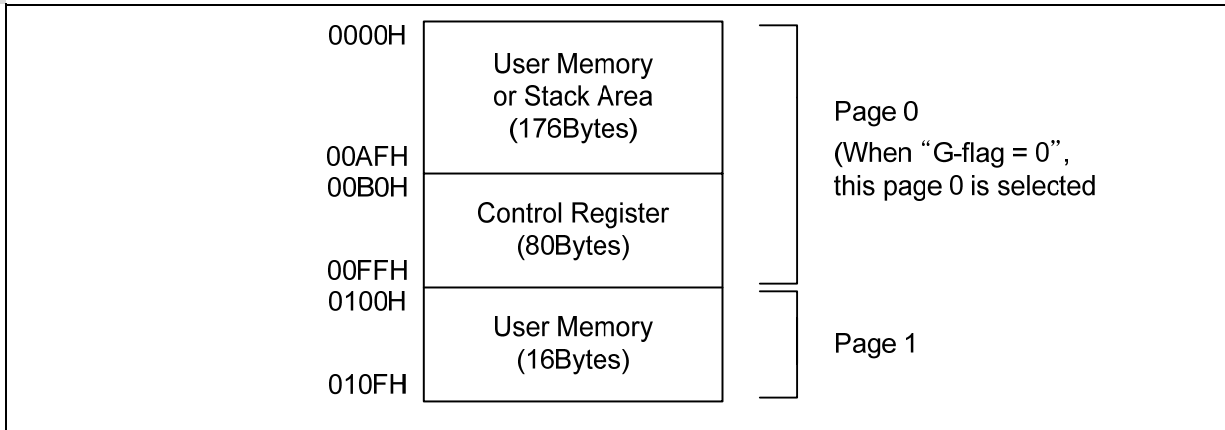 0000H
User Memory
or Stack Area
(176Bytes)
00AFH
00B0H
Control Register
(80Bytes)
00FFH
0100H
User Memory
(16Bytes)
010FH
Page 0
(When “G-flag = 0”,
this page 0 is selected
Page 1